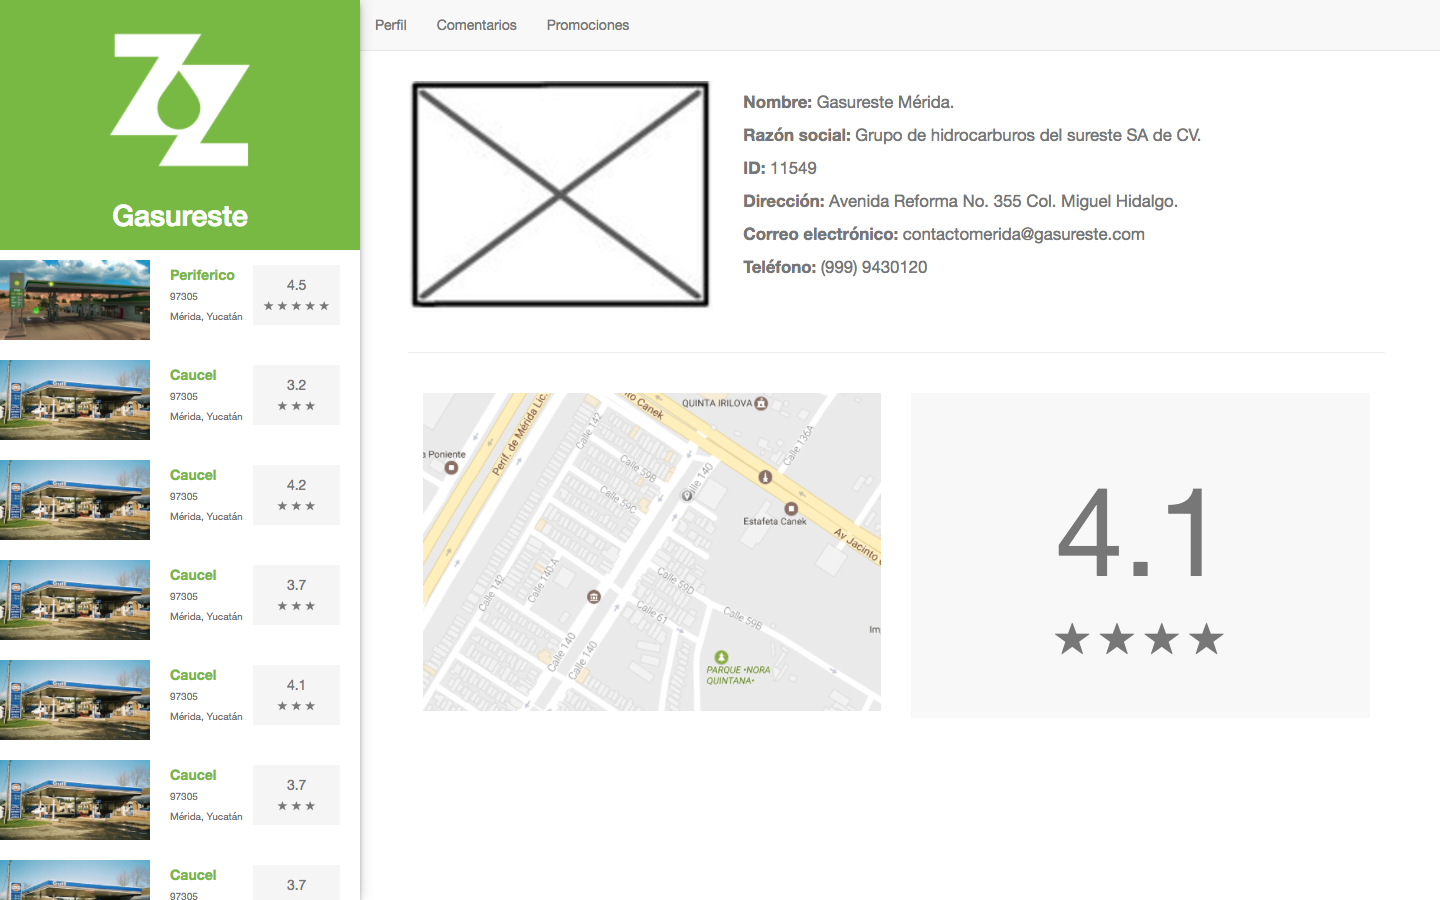 Gasureste
Periferico
97305
Mérida, Yucatán
4.5
★ ★ ★ ★ ★
Caucel
97305
Mérida, Yucatán
3.2
★ ★ ★
Caucel
97305
Mérida, Yucatán
4.2
★ ★ ★
Caucel
97305
Mérida, Yucatán
3.7
★ ★ ★
Caucel
97305
Mérida, Yucatán
4.1
★ ★ ★
Caucel
97305
Mérida, Yucatán
3.7
★ ★ ★
Caucel
97305
3.7
Perfil Comentarios Promociones
Nombre: Gasureste Mérida.
Razón social: Grupo de hidrocarburos del sureste SA de CV.
ID: 11549
Dirección: Avenida Reforma No. 355 Col. Miguel Hidalgo.
Correo electrónico: contactomerida@gasureste.com
Teléfono: (999) 9430120
to Canek
QUINTA IRILOVA
Perif. de Mérida Lic.
Calle 142
Calle 136A
a Poniente
Calle 59B
Calle 140
Calle 59C
Estafeta Canek
Av Jacinto
Calle 140-A
Calle 59D
Calle 142
Calle 61
Calle 59B
Im
Calle 140
Calle 140
PARQUE •NORA
QUINTANA•
4.1
★ ★ ★ ★